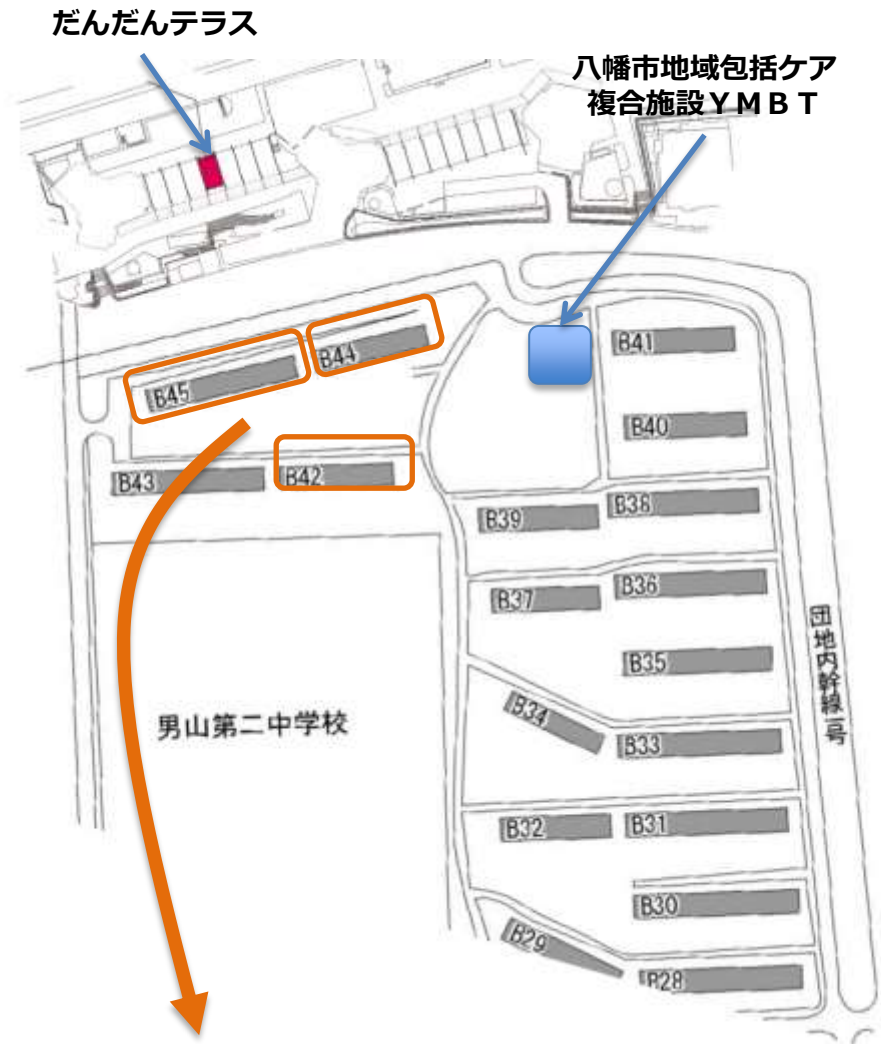 だんだんテラス
八幡市地域包括ケア
複合施設ＹＭＢＴ
B41
B44
B45
B40
B43
B42
B39
B38
B37
B36
B35
B34
B33
男山第二中学校
団地内幹線一号
B32
B31
B30
B29
B28